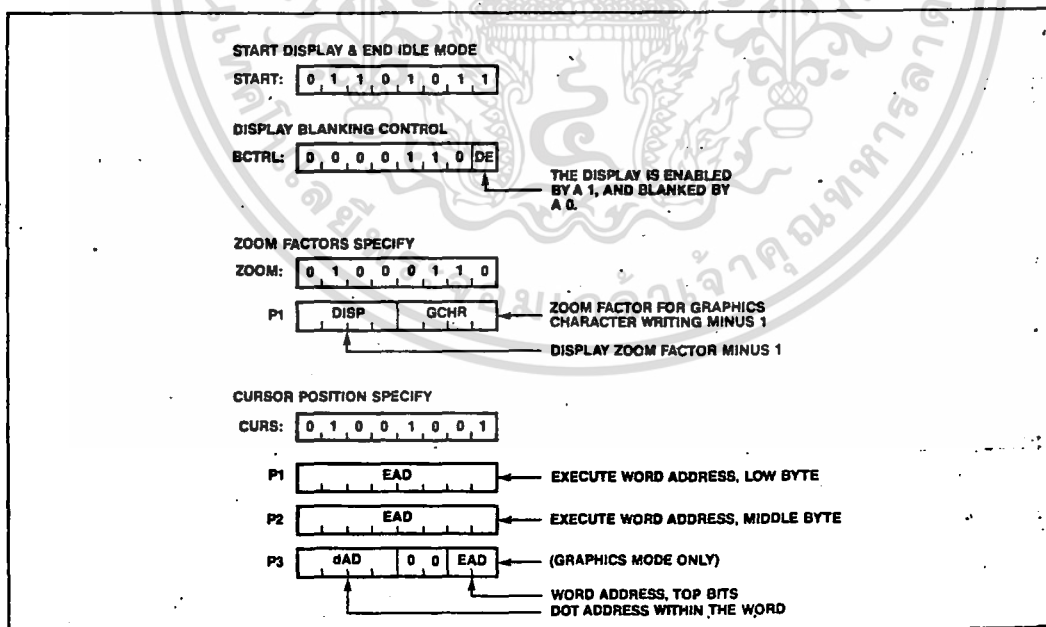 START DISPLAY & END IDLE MODE
START: 0 1 1 0 1 0 1 1
DISPLAY BLANKING CONTROL
BCTRL: 0 0 0 0 1 1 0 DE
THE DISPLAY IS ENABLED
BY A 1, AND BLANKED BY
A 0.
ZOOM FACTORS SPECIFY
ZOOM: 0 1 0 0 0 1 1 0
P1 DISP GCHR ZOOM FACTOR FOR GRAPHICS
CHARACTER WRITING MINUS 1
DISPLAY ZOOM FACTOR MINUS 1
CURSOR POSITION SPECIFY
CURS: 0 1 0 0 1 0 0 1
P1 EAD EXECUTE WORD ADDRESS, LOW BYTE
P2 EAD EXECUTE WORD ADDRESS, MIDDLE BYTE
P3 dAD 0 0 EAD (GRAPHICS MODE ONLY)
WORD ADDRESS, TOP BITS
DOT ADDRESS WITHIN THE WORD